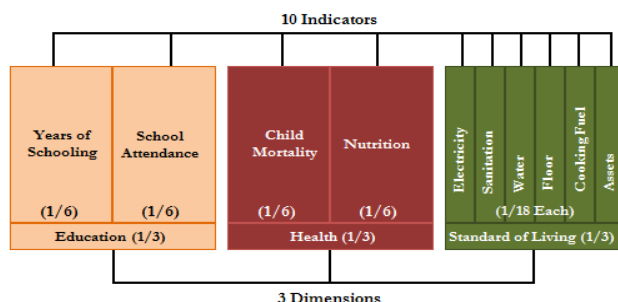 10 Indicators
Years of
Schooling
School
Attendance
(1/6)
(1/6)
Education (1/3)
Child
Mortality
Nutrition
(1/6)
(1/6)
Health (1/3)
Electricity
Sanitation
Water
Floor
Cooking Fuel
Assets
(1/18 Each)
Standard of Living (1/3)
3 Dimensions